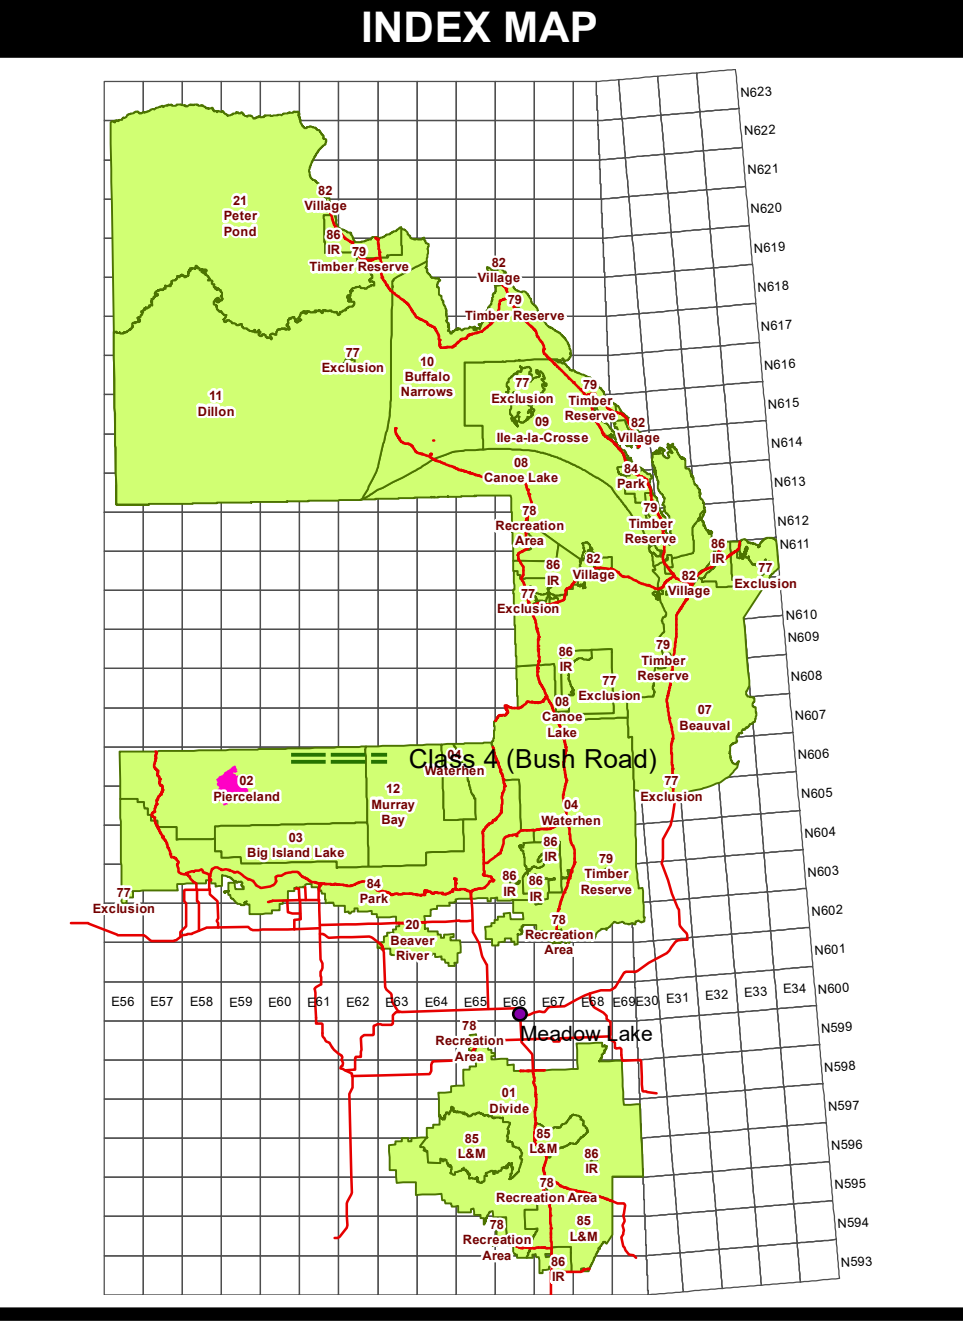 INDEX MAP
N623
N622
N621
N620
N619
N618
N617
N616
N615
N614
N613
N612
N611
N610
N609
N608
N607
N606
N605
N604
N603
N602
N601
N600
N599
N598
N597
N596
N595
N594
N593
21
Peter
Pond
82
Village
86
IR
79
Timber Reserve
82
Village
79
Timber Reserve
77
Exclusion
10
Buffalo
Narrows
11
Dillon
77
Exclusion
79
Timber
Reserve
09
Ile-a-la-Crosse
82
Village
08
Canoe Lake
84
Park
78
Recreation
Area
79
Timber
Reserve
86
IR
82
Village
86
IR
77
Exclusion
77
Exclusion
82
Village
86
IR
79
Timber
Reserve
77
Exclusion
08
Canoe
Lake
07
Beauval
Class 4 (Bush Road)
04
Waterhen
02
Pierceland
12
Murray
Bay
77
Exclusion
04
Waterhen
03
Big Island Lake
86
IR
79
Timber
Reserve
86
IR
86
IR
84
Park
77
Exclusion
20
Beaver
River
78
Recreation
Area
E56 E57 E58 E59 E60 E61 E62 E63 E64 E65 E66 E67 E68 E69 E30 E31 E32 E33 E34
Meadow Lake
78
Recreation
Area
01
Divide
85
L&M
85
L&M
86
IR
78
Recreation Area
78
Recreation
Area
85
L&M
86
IR